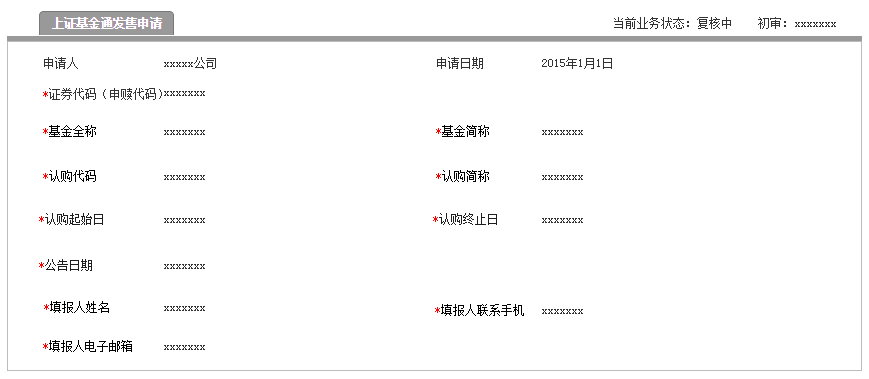 上证基金通发售申请 当前业务状态：复核中 初审：xxxxxxx
申请人 xxxxx公司 申请日期 2015年1月1日
*证券代码（申赎代码）xxxxxxx
*基金全称 xxxxxxx *基金简称 xxxxxxx
*认购代码 xxxxxxx *认购简称 xxxxxxx
*认购起始日 xxxxxxx *认购终止日 xxxxxxx
*公告日期 xxxxxxx
*填报人姓名 xxxxxxx *填报人联系手机 xxxxxxx
*填报人电子邮箱 xxxxxxx